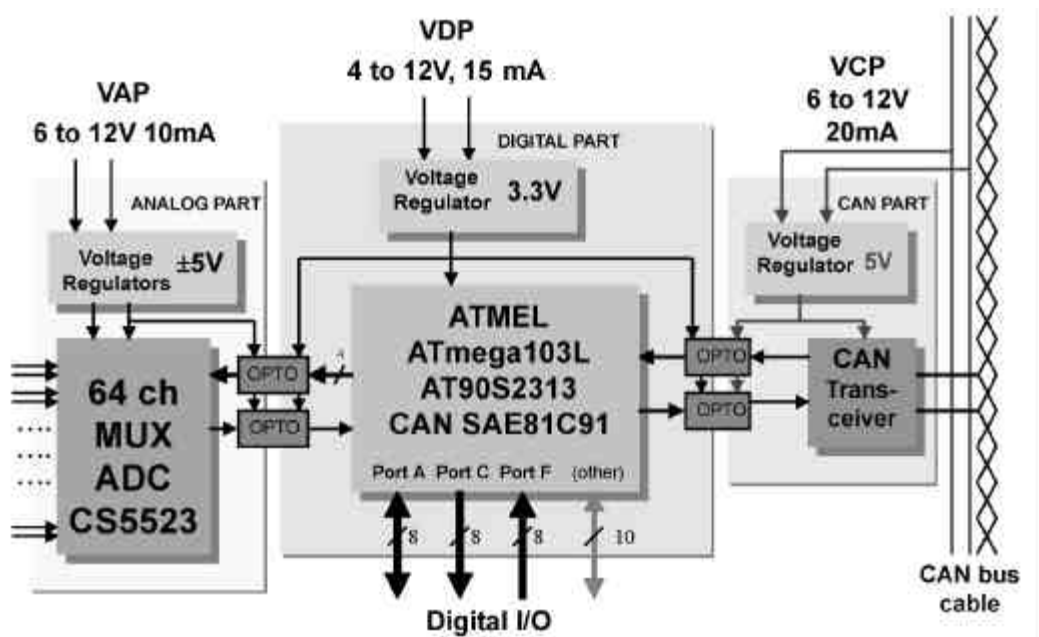 VDP
4 to 12V, 15 mA
VCP
6 to 12V
20mA
VAP
6 to 12V 10mA
DIGITAL PART
Voltage
Regulator 3.3V
ANALOG PART
CAN PART
Voltage
Regulators ±5V
Voltage
Regulator 5V
ATMEL
ATmega103L
AT90S2313
CAN SAE81C91
OPTO
OPTO
OPTO
OPTO
4
CAN
Trans-
ceiver
64 ch
MUX
ADC
CS5523
Port A Port C Port F (other)
8 8 8 10
Digital I/O
CAN bus
cable